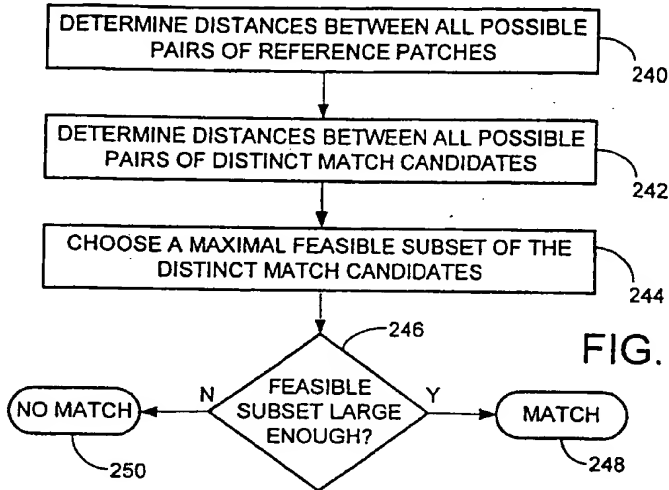 DETERMINE DISTANCES BETWEEN ALL POSSIBLE
PAIRS OF REFERENCE PATCHES
240
DETERMINE DISTANCES BETWEEN ALL POSSIBLE
PAIRS OF DISTINCT MATCH CANDIDATES
242
CHOOSE A MAXIMAL FEASIBLE SUBSET OF THE
DISTINCT MATCH CANDIDATES
244
246
FIG.
FEASIBLE
SUBSET LARGE
ENOUGH?
N
Y
NO MATCH
MATCH
250
248